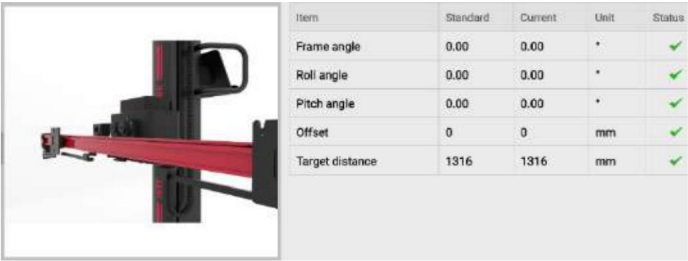 Item Standard Current Unit Status
Frame angle 0.00 0.00 °
Roll angle 0.00 0.00 °
Pitch angle 0.00 0.00 °
Offset 0 0 mm
Target distance 1316 1316 mm